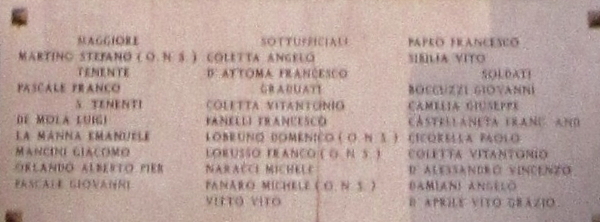 MAGGIORE
MARTINO STEFANO ( O. N. S. )
TENENTE
PASCALE FRANCO
S. TENENTI
DE MOLA LUIGI
LA MANNA EMANUELE
MANCINI GIACOMO
ORLANDO ALBERTO PIER
PASCALE GIOVANNI
SOTTUFFICIALI
COLETTA ANGELO
D' ATTOMA FRANCESCO
GRADUATI
COLETTA VITANTONIO
FANELLI FRANCESCO
LOBRUNO DOMENICO ( O. N. S. )
LORUSSO FRANCO ( O. N. S. )
NARACCI MICHELE
PANARO MICHELE ( O. N. S. )
VITTO VITO
PAPEO FRANCESCO
SIBILIA VITO
SOLDATI
BOCCUZZI GIOVANNI
CAMELIA GIUSEPPE
CASTELLANETA FRANC. AND
CICORELLA PAOLO
COLETTA VITANTONIO
D' ALESSANDRO VINCENZO
DAMIANI ANGELO
D' APRILE VITO GRAZIO